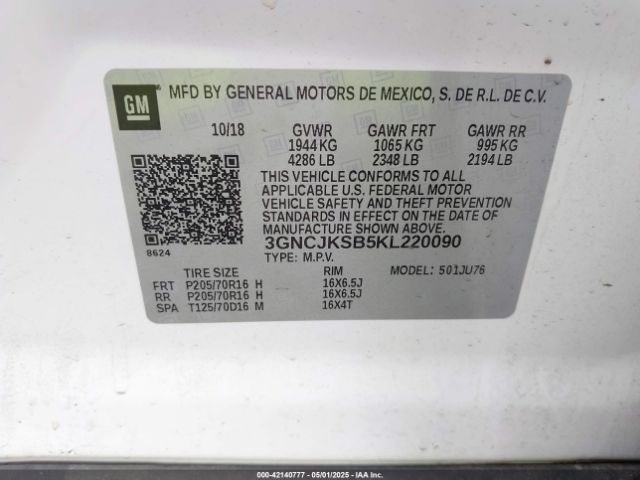 GM MFD BY GENERAL MOTORS DE MEXICO, S. DE R.L. DE C.V.
10/18 GVWR GAWR FRT GAWR RR
1944 KG 1065 KG 995 KG
4286 LB 2348 LB 2194 LB
THIS VEHICLE CONFORMS TO ALL
APPLICABLE U.S. FEDERAL MOTOR
VEHICLE SAFETY AND THEFT PREVENTION
STANDARDS IN EFFECT ON THE DATE OF
MANUFACTURE SHOWN ABOVE.
3GNCJKSB5KL220090
8624
TYPE: M.P.V. MODEL: 501JU76
TIRE SIZE RIM
FRT P205/70R16 H 16X6.5J
RR P205/70R16 H 16X6.5J
SPA T125/70D16 M 16X4T
000-42140777 - 05/01/2025 - IAA Inc.